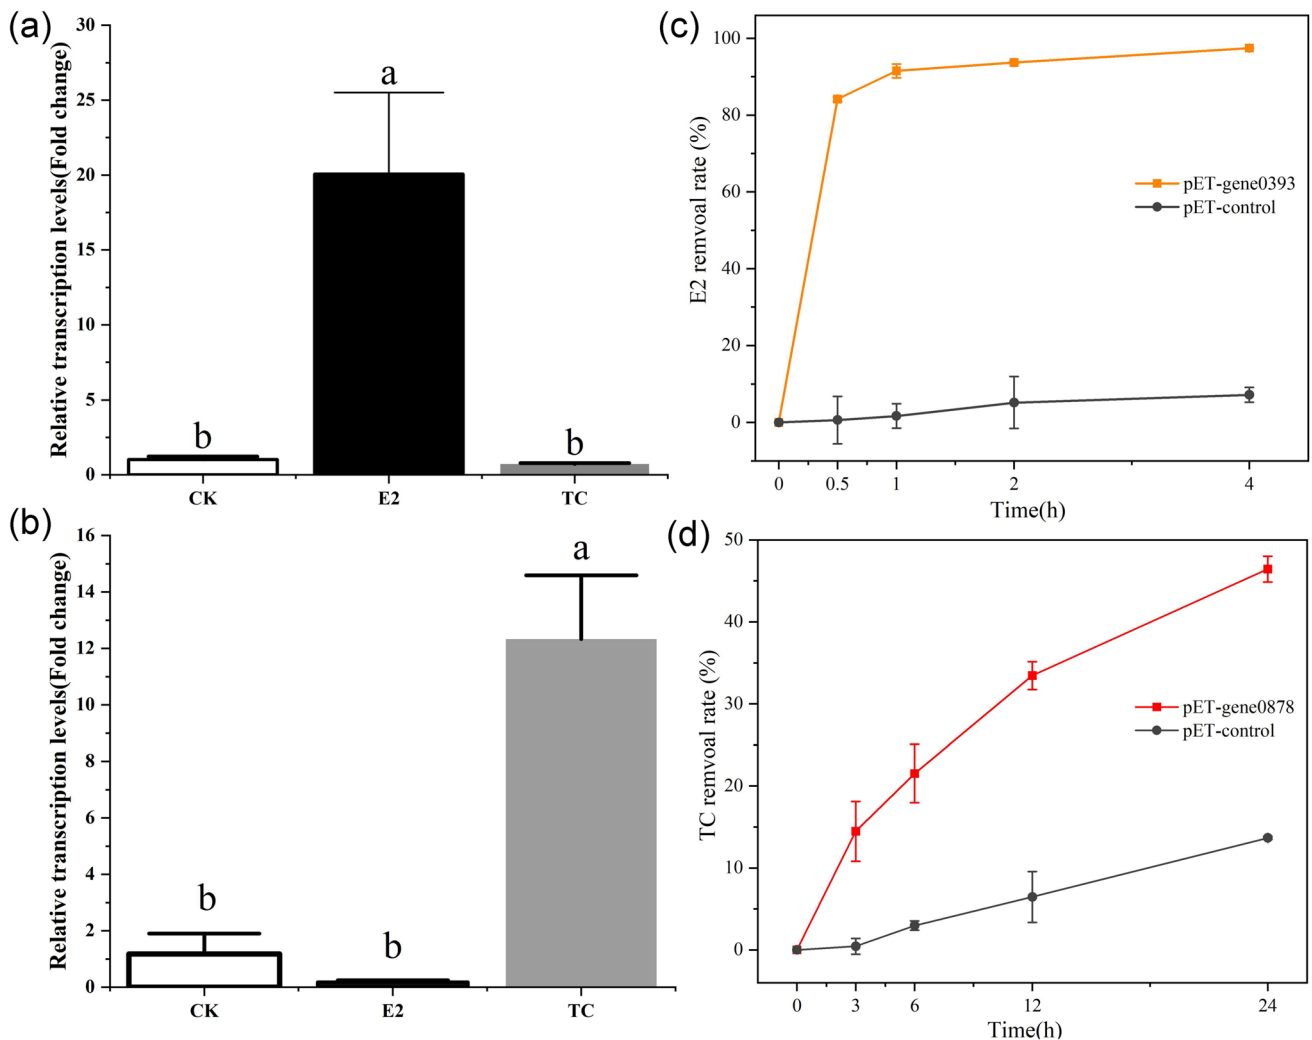 (a)
Relative transcription levels(Fold change)
30
25
20
15
10
5
0
b
a
b
CK
E2
TC
(b)
Relative transcription levels(Fold change)
16
14
12
10
8
6
4
2
0
b
b
a
CK
E2
TC
(c)
E2 remvoal rate (%)
100
80
60
40
20
0
pET-gene0393
pET-control
0
0.5
1
2
4
Time(h)
(d)
TC remvoal rate (%)
50
40
30
20
10
0
pET-gene0878
pET-control
0
3
6
12
24
Time(h)